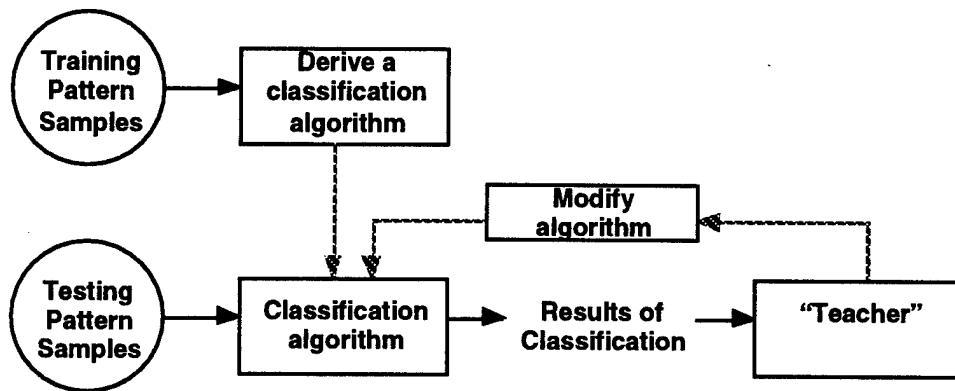 Training
Pattern
Samples
Derive a
classification
algorithm
Modify
algorithm
Testing
Pattern
Samples
Classification
algorithm
Results of
Classification
“Teacher”